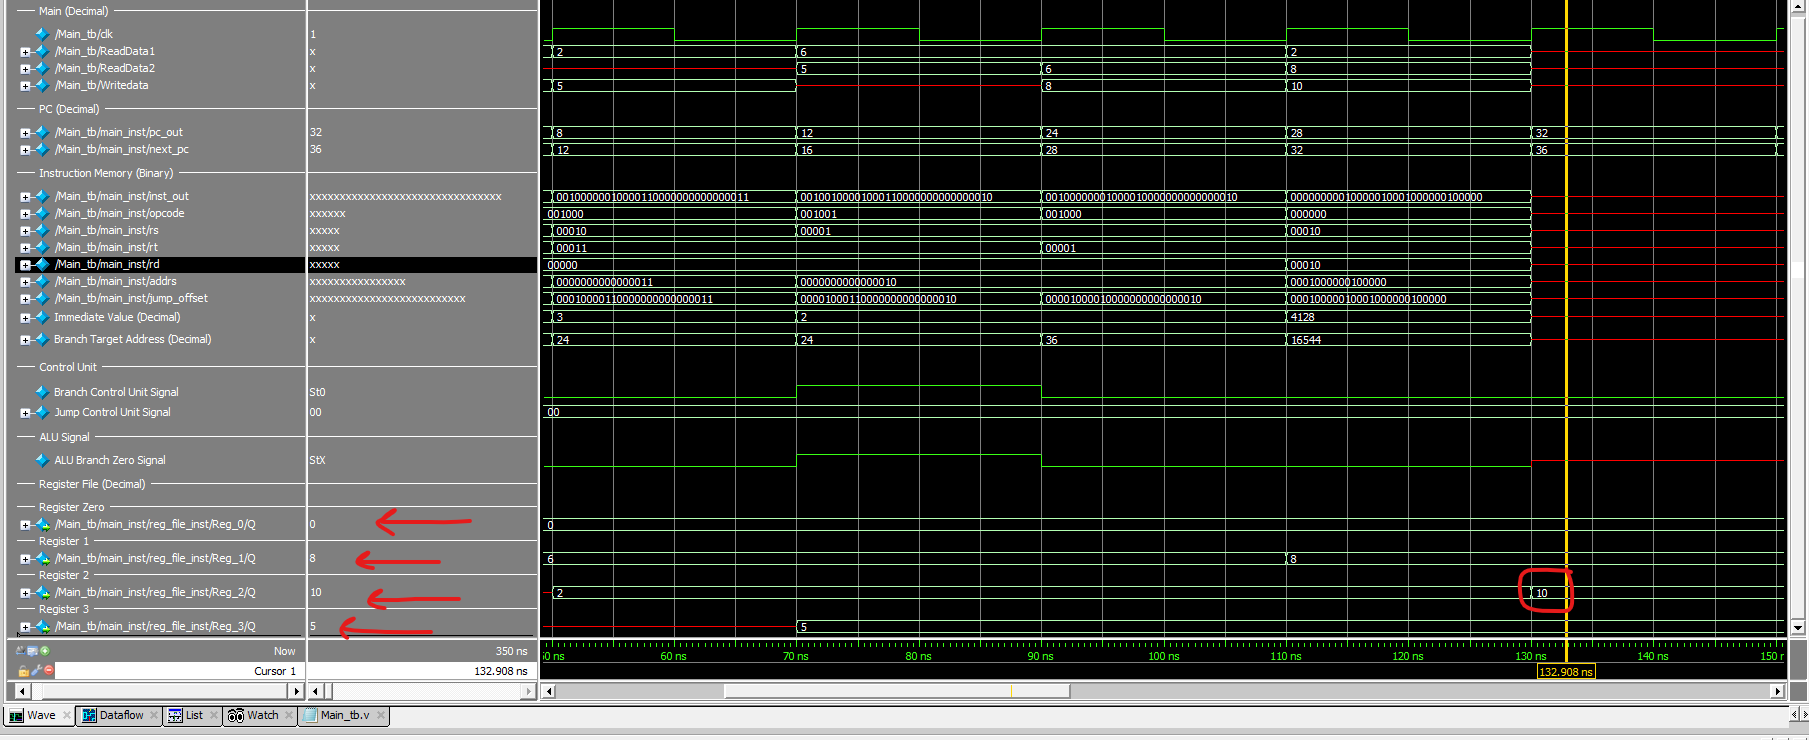 Main (Decimal)
/Main_tb/clk 1
/Main_tb/ReadData1 x 2 6 2
/Main_tb/ReadData2 x 5 6 8
/Main_tb/Writedata x 5 8 10
PC (Decimal)
/Main_tb/main_inst/pc_out 32 8 12 24 28 32
/Main_tb/main_inst/next_pc 36 12 16 28 32 36
Instruction Memory (Binary)
/Main_tb/main_inst/inst_out xxxxxxxxxxxxxxxxxxxxxxxxxxxxxxxx 00100000010000110000000000000011 00100100001000110000000000000010 00100000001000010000000000000010 00000000010000010001000000100000
/Main_tb/main_inst/opcode xxxxxx 001000 001001 001000 000000
/Main_tb/main_inst/rs xxxxx 00010 00001 00010
/Main_tb/main_inst/rt xxxxx 00011 00001
/Main_tb/main_inst/rd xxxxx 00000 00010
/Main_tb/main_inst/addrs xxxxxxxxxxxxxxxx 0000000000000011 0000000000000010 0001000000100000
/Main_tb/main_inst/jump_offset xxxxxxxxxxxxxxxxxxxxxxxxxx 00010000110000000000000011 00001000110000000000000010 00001000010000000000000010 00010000010001000000100000
Immediate Value (Decimal) x 3 2 4128
Branch Target Address (Decimal) x 24 24 36 16544
Control Unit
Branch Control Unit Signal St0
Jump Control Unit Signal 00 00
ALU Signal
ALU Branch Zero Signal StX
Register File (Decimal)
Register Zero
/Main_tb/main_inst/reg_file_inst/Reg_0/Q 0 0
Register 1
/Main_tb/main_inst/reg_file_inst/Reg_1/Q 8 6 8
Register 2
/Main_tb/main_inst/reg_file_inst/Reg_2/Q 10 2 10
Register 3
/Main_tb/main_inst/reg_file_inst/Reg_3/Q 5 5
Now 350 ns 60 ns 70 ns 80 ns 90 ns 100 ns 110 ns 120 ns 130 ns 140 ns
Cursor 1 132.908 ns 132.908 ns
Wave Dataflow List Watch Main_tb.v